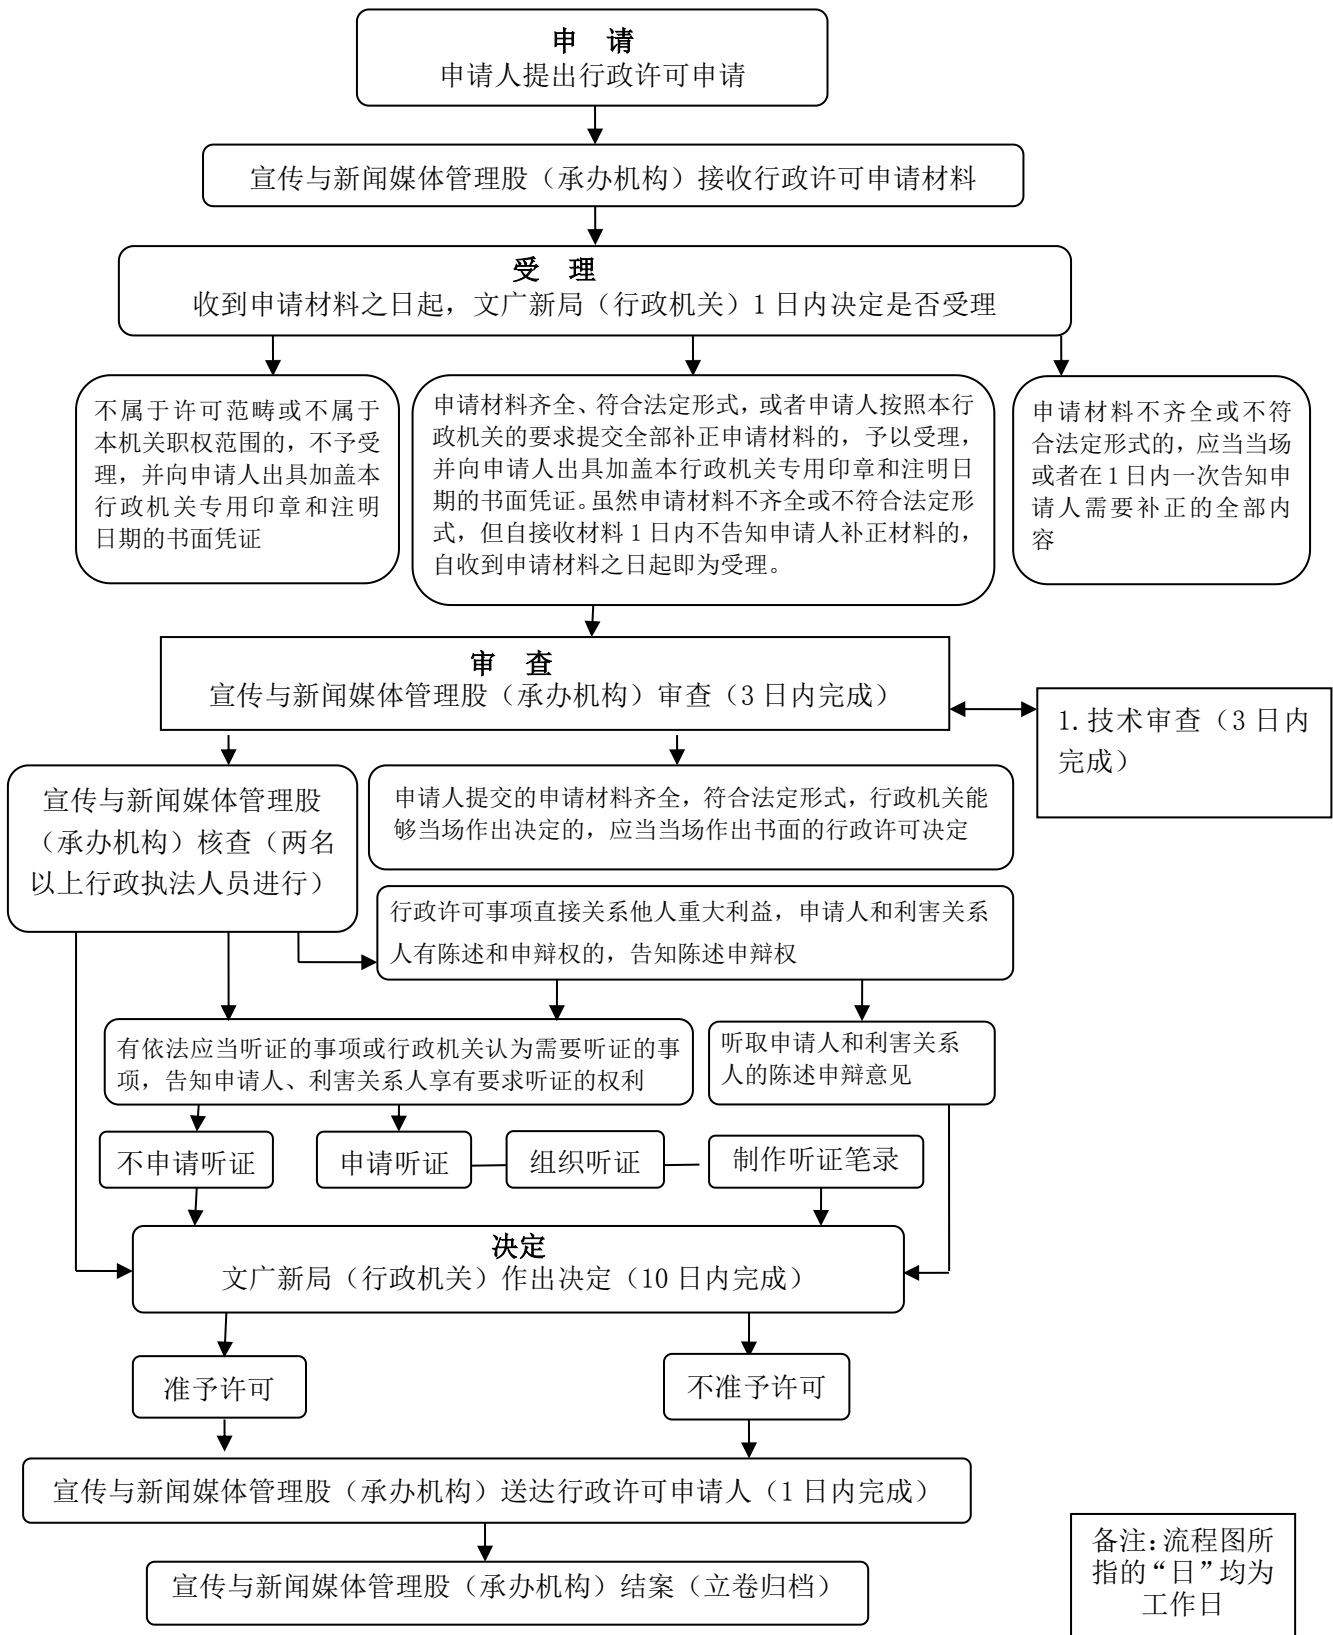 申 请
申请人提出行政许可申请
宣传与新闻媒体管理股（承办机构）接收行政许可申请材料
受 理
收到申请材料之日起，文广新局（行政机关）1 日内决定是否受理
不属于许可范畴或不属于
本机关职权范围的，不予受
理，并向申请人出具加盖本
行政机关专用印章和注明
日期的书面凭证
申请材料齐全、符合法定形式，或者申请人按照本行
政机关的要求提交全部补正申请材料的，予以受理，
并向申请人出具加盖本行政机关专用印章和注明日
期的书面凭证。虽然申请材料不齐全或不符合法定形
式，但自接收材料 1 日内不告知申请人补正材料的，
自收到申请材料之日起即为受理。
申请材料不齐全或不符
合法定形式的，应当当场
或者在 1 日内一次告知申
请人需要补正的全部内
容
审 查
宣传与新闻媒体管理股（承办机构）审查（3 日内完成）
1.技术审查（3 日内
完成）
宣传与新闻媒体管理股
（承办机构）核查（两名
以上行政执法人员进行）
申请人提交的申请材料齐全，符合法定形式，行政机关能
够当场作出决定的，应当当场作出书面的行政许可决定
行政许可事项直接关系他人重大利益，申请人和利害关系
人有陈述和申辩权的，告知陈述申辩权
有依法应当听证的事项或行政机关认为需要听证的事
项，告知申请人、利害关系人享有要求听证的权利
听取申请人和利害关系
人的陈述申辩意见
不申请听证
申请听证
组织听证
制作听证笔录
决定
文广新局（行政机关）作出决定（10 日内完成）
准予许可
不准予许可
宣传与新闻媒体管理股（承办机构）送达行政许可申请人（1 日内完成）
宣传与新闻媒体管理股（承办机构）结案（立卷归档）
备注：流程图所
指的“日”均为
工作日